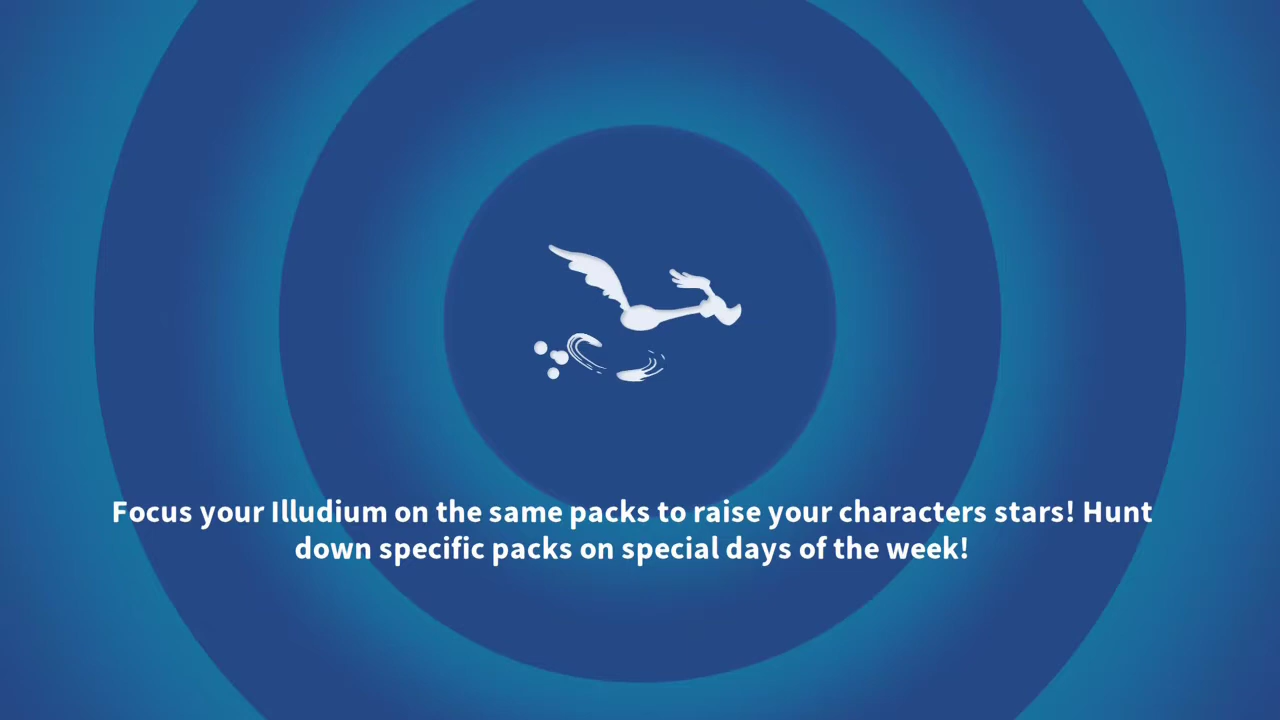 Focus your Illudium on the same packs to raise your characters stars! Hunt
down specific packs on special days of the week!